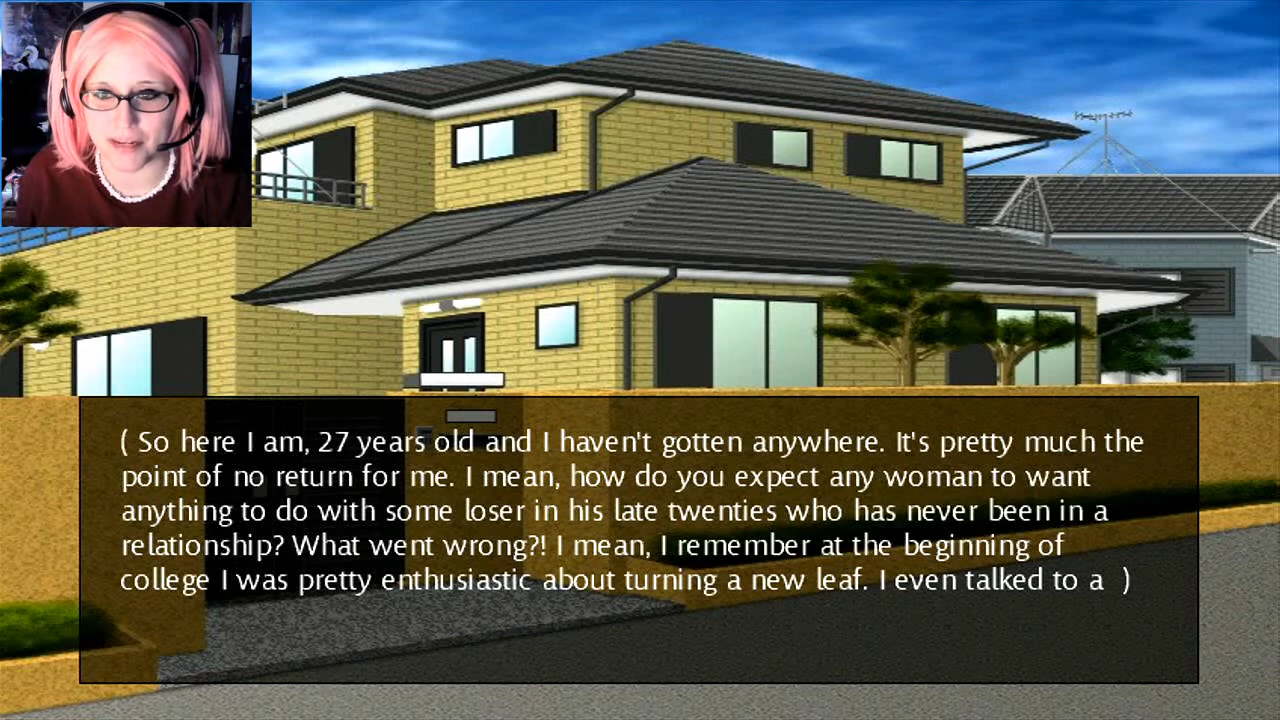 ( So here I am, 27 years old and I haven't gotten anywhere. It's pretty much the
point of no return for me. I mean, how do you expect any woman to want
anything to do with some loser in his late twenties who has never been in a
relationship? What went wrong?! I mean, I remember at the beginning of
college I was pretty enthusiastic about turning a new leaf. I even talked to a )